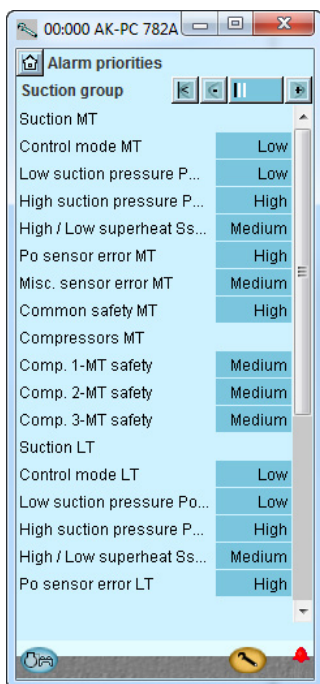 00:000 AK-PC 782A
Alarm priorities
Suction group
Suction MT
Control mode MT Low
Low suction pressure P... Low
High suction pressure P... High
High / Low superheat Ss... Medium
Po sensor error MT High
Misc. sensor error MT Medium
Common safety MT High
Compressors MT
Comp. 1-MT safety Medium
Comp. 2-MT safety Medium
Comp. 3-MT safety Medium
Suction LT
Control mode LT Low
Low suction pressure Po... Low
High suction pressure P... High
High / Low superheat Ss... Medium
Po sensor error LT High